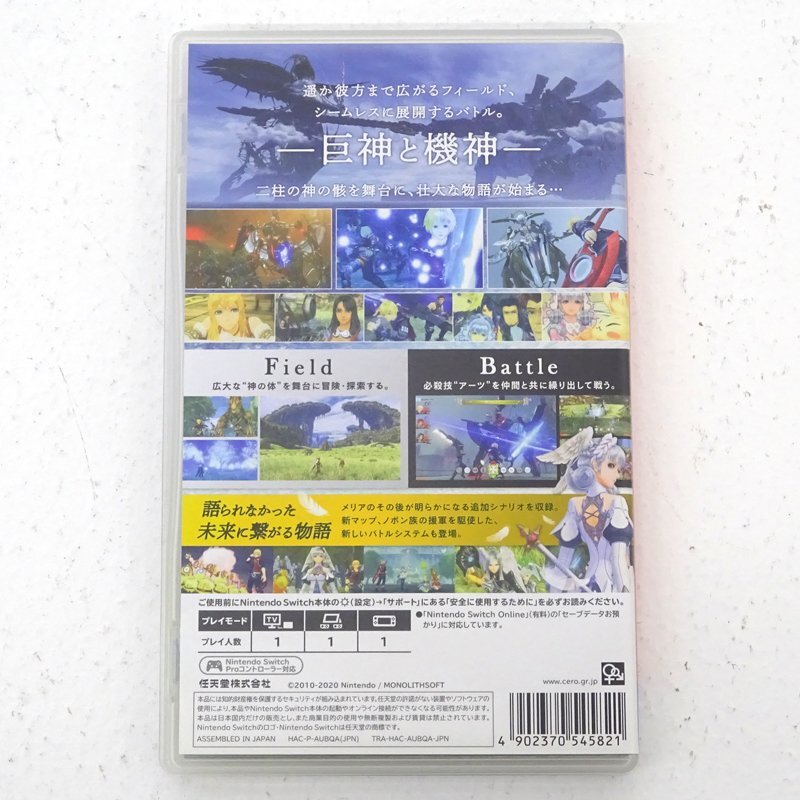 遥か彼方まで広がるフィールド、
シームレスに展開するバトル。
―巨神と機神―
二柱の神の骸を舞台に、壮大な物語が始まる…
Field
広大な“神の体”を舞台に冒険・探索する。
Battle
必殺技“アーツ”を仲間と共に繰り出して戦う。
語られなかった
未来に繋がる物語
メリアのその後が明らかになる追加シナリオを収録。
新マップ、ノポン族の援軍を駆使した、
新しいバトルシステムも登場。
ご使用前にNintendo Switch本体の(設定)→「サポート」にある「安全に使用するために」を必ずお読みください。
プレイモード TV
プレイ人数 1 1 1
●「Nintendo Switch Online」(有料)の「セーブデータお預
かり」に対応しています。
Nintendo Switch
Proコントローラー対応
任天堂株式会社 ©2010-2020 Nintendo / MONOLITHSOFT
www.cero.gr.jp
本品には知的財産権を保護するセキュリティが組み込まれています。任天堂の許諾がない装置やソフトウェアの
使用により、本品やNintendo Switch本体の起動やオンライン接続ができなくなる可能性があります。
本品は日本国内だけの販売とし、また商業目的の使用や無断複製および賃貸は禁止されています。
Nintendo Switchのロゴ・Nintendo Switchは任天堂の商標です。
ASSEMBLED IN JAPAN HAC-P-AUBQA(JPN) TRA-HAC-AUBQA-JPN
4 902370 545821